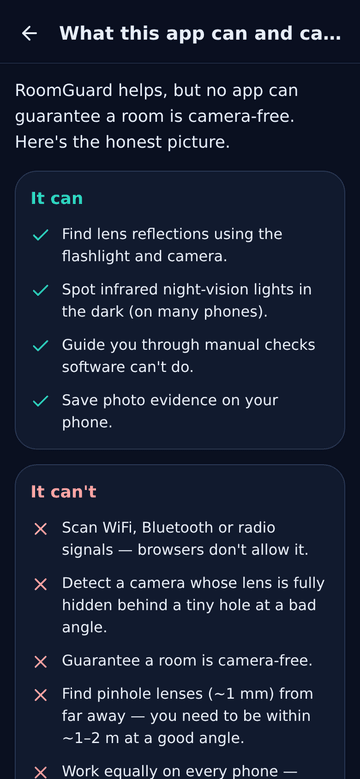 What this app can and ca...
RoomGuard helps, but no app can
guarantee a room is camera-free.
Here's the honest picture.
It can
Find lens reflections using the
flashlight and camera.
Spot infrared night-vision lights in
the dark (on many phones).
Guide you through manual checks
software can't do.
Save photo evidence on your
phone.
It can't
Scan WiFi, Bluetooth or radio
signals — browsers don't allow it.
Detect a camera whose lens is fully
hidden behind a tiny hole at a bad
angle.
Guarantee a room is camera-free.
Find pinhole lenses (~1 mm) from
far away — you need to be within
~1–2 m at a good angle.
Work equally on every phone —